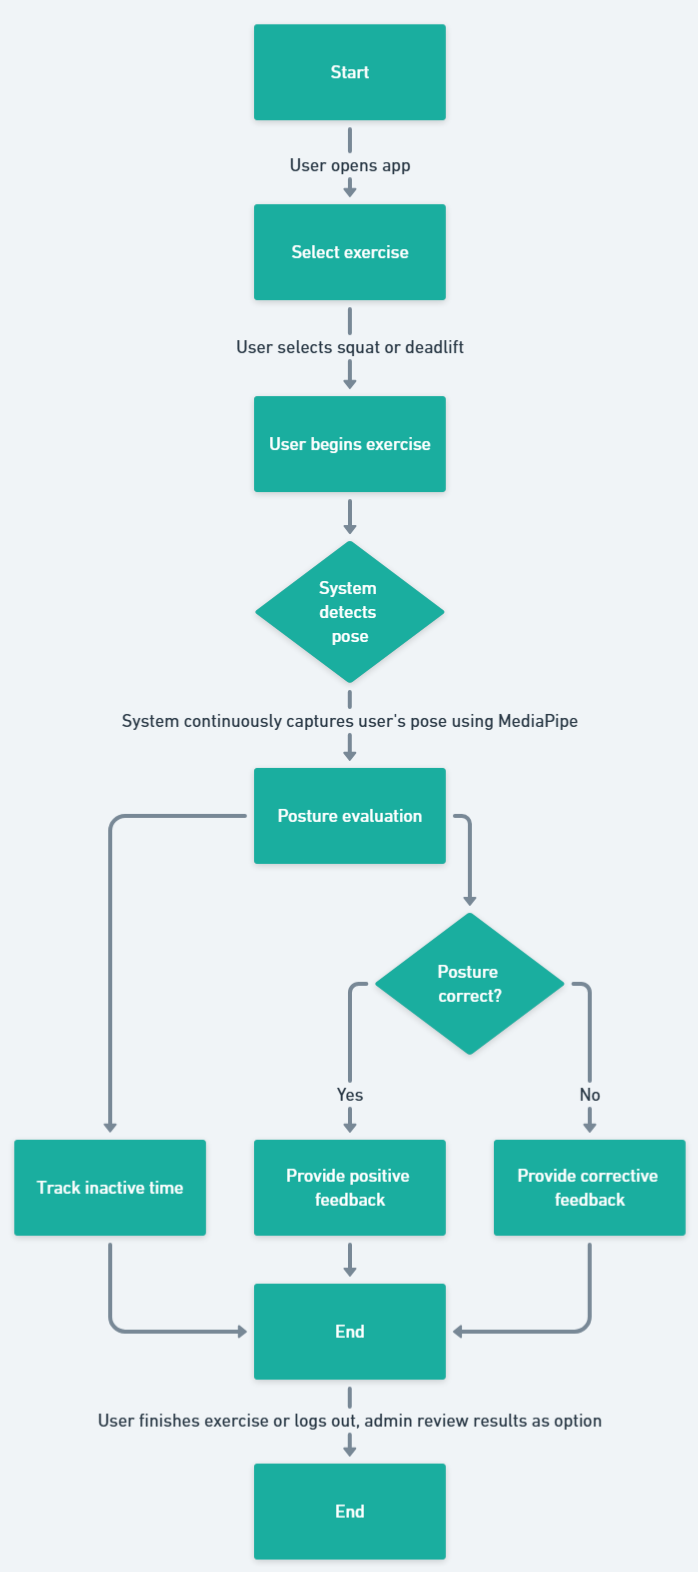 Start
User opens app
Select exercise
User selects squat or deadlift
User begins exercise
System
detects
pose
System continuously captures user's pose using MediaPipe
Posture evaluation
Posture
correct?
Yes
No
Track inactive time
Provide positive
feedback
Provide corrective
feedback
End
User finishes exercise or logs out, admin review results as option
End